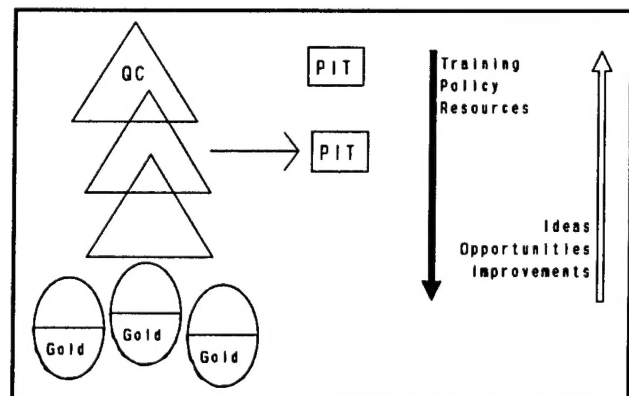 QC
PIT
PIT
Training
Policy
Resources
Ideas
Opportunities
Improvements
Gold
Gold
Gold